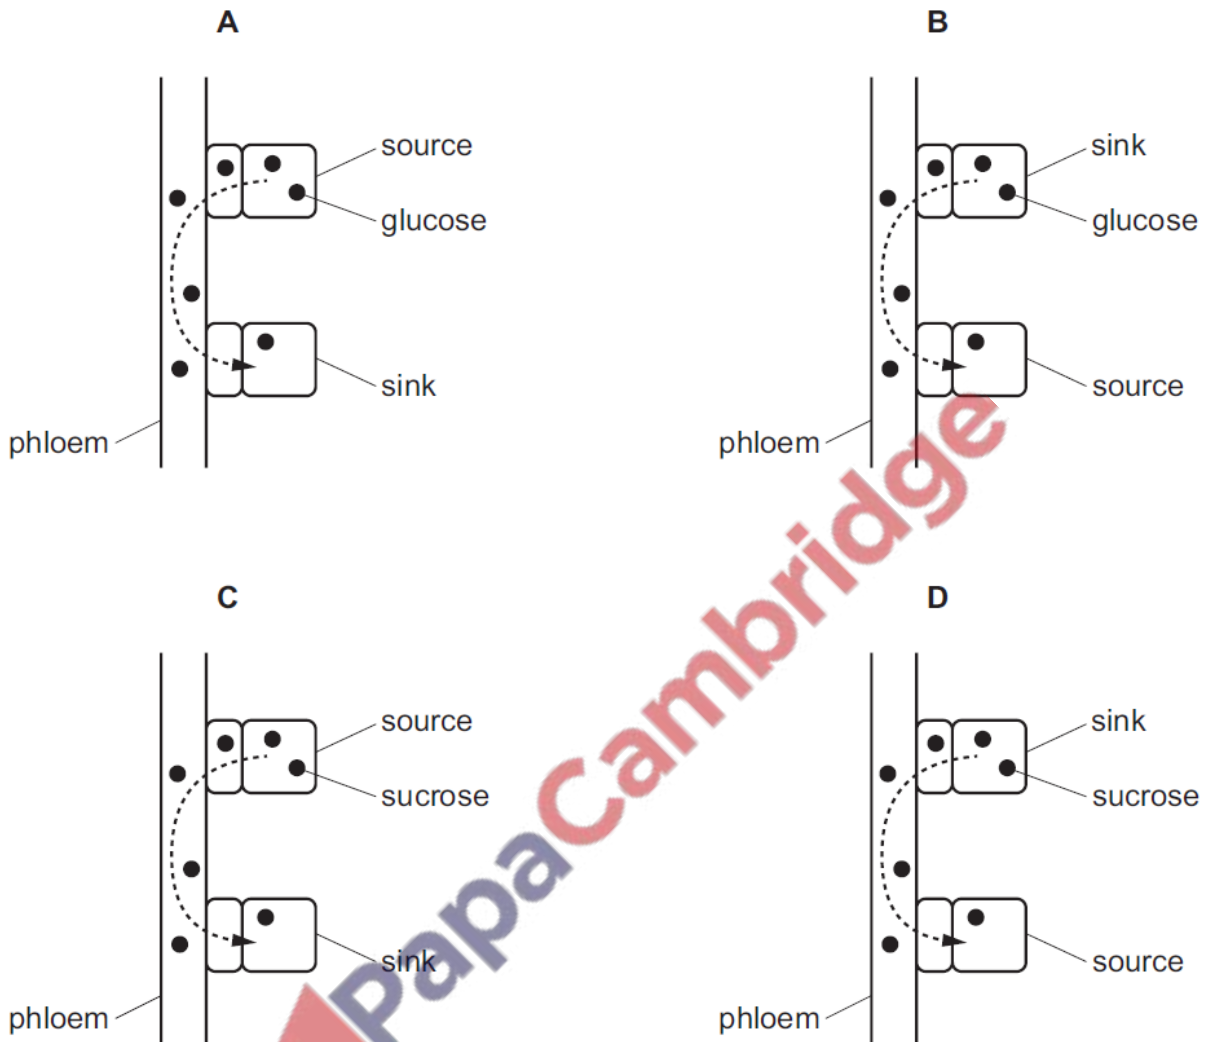 A
source
glucose
sink
phloem
B
sink
glucose
source
phloem
C
source
sucrose
sink
phloem
D
sink
sucrose
source
phloem
PapaCambridge